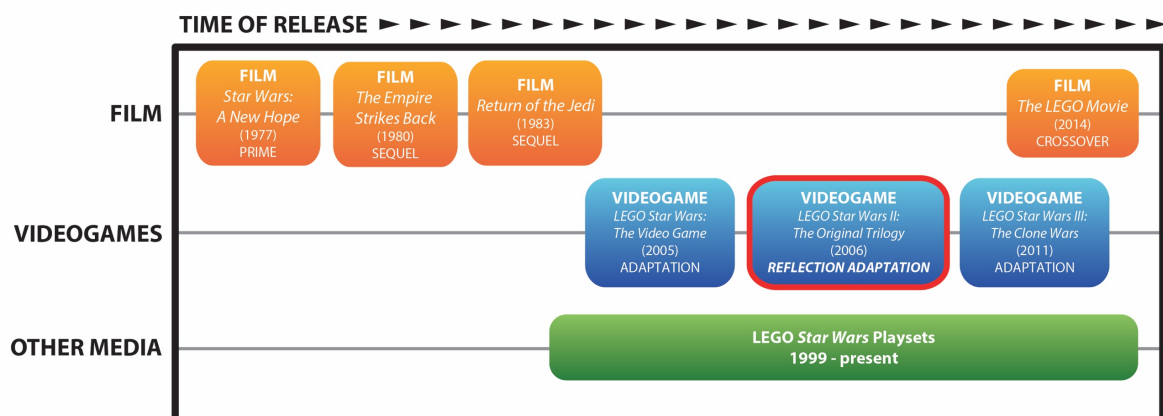 TIME OF RELEASE
FILM
FILM
Star Wars:
A New Hope
(1977)
PRIME
FILM
The Empire
Strikes Back
(1980)
SEQUEL
FILM
Return of the Jedi
(1983)
SEQUEL
FILM
The LEGO Movie
(2014)
CROSSOVER
VIDEOGAMES
VIDEOGAME
LEGO Star Wars:
The Video Game
(2005)
ADAPTATION
VIDEOGAME
LEGO Star Wars II:
The Original Trilogy
(2006)
REFLECTION ADAPTATION
VIDEOGAME
LEGO Star Wars III:
The Clone Wars
(2011)
ADAPTATION
OTHER MEDIA
LEGO Star Wars Playsets
1999 - present